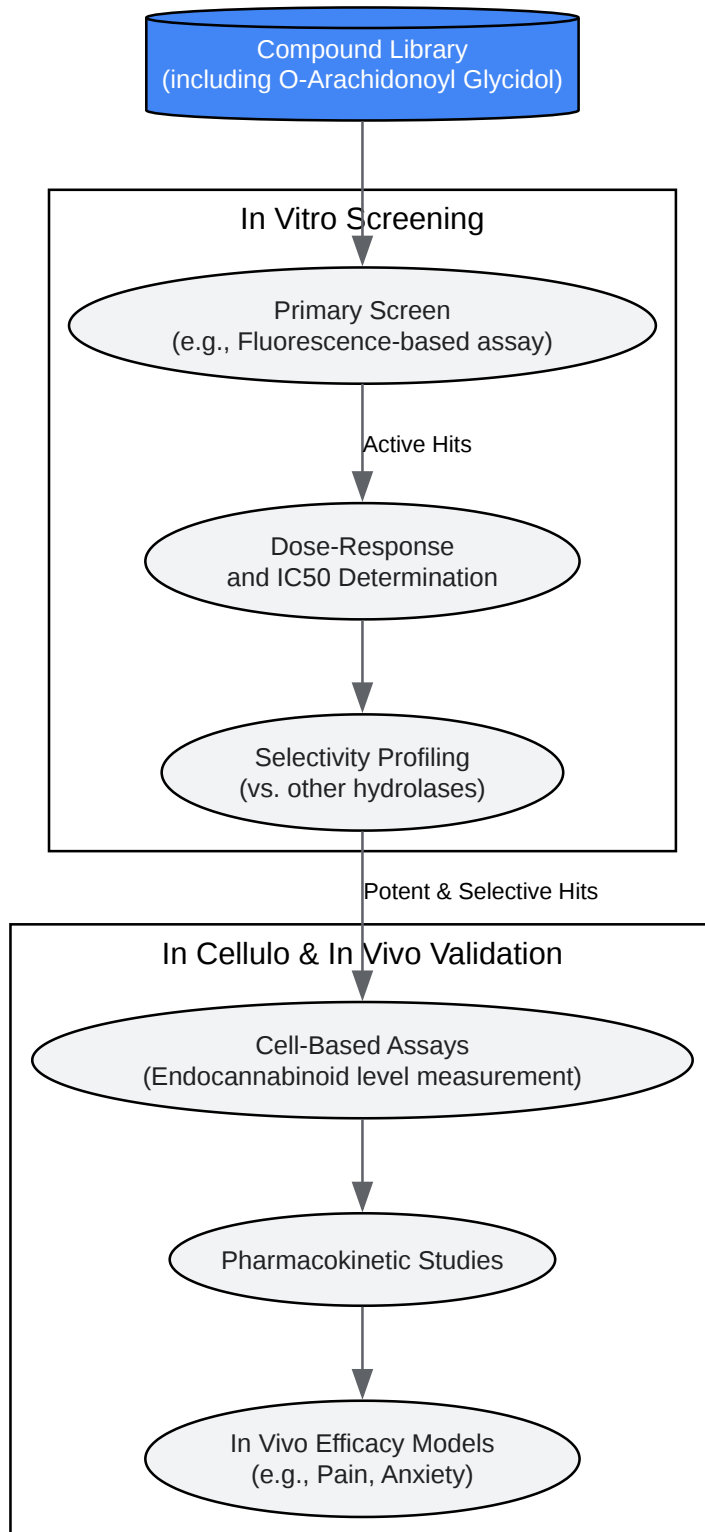 Compound Library
(including O-Arachidonoyl Glycidol)
In Vitro Screening
Primary Screen
(e.g., Fluorescence-based assay)
Active Hits
Dose-Response
and IC50 Determination
Selectivity Profiling
(vs. other hydrolases)
Potent & Selective Hits
In Cellulo & In Vivo Validation
Cell-Based Assays
(Endocannabinoid level measurement)
Pharmacokinetic Studies
In Vivo Efficacy Models
(e.g., Pain, Anxiety)